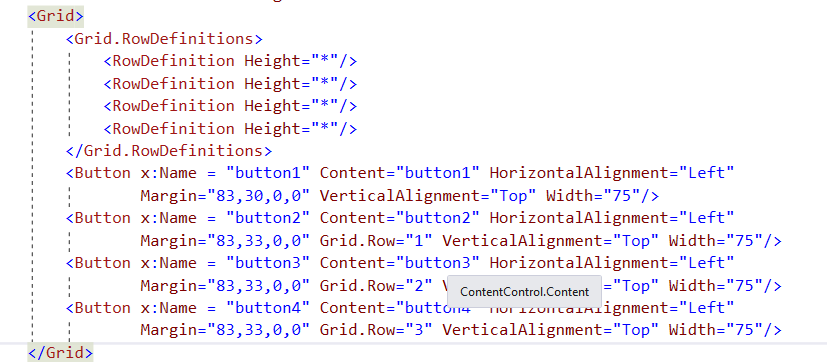 <Grid>
<Grid.RowDefinitions>
<RowDefinition Height="*"/>
<RowDefinition Height="*"/>
<RowDefinition Height="*"/>
<RowDefinition Height="*"/>
</Grid.RowDefinitions>
<Button x:Name = "button1" Content="button1" HorizontalAlignment="Left"
Margin="83,30,0,0" VerticalAlignment="Top" Width="75"/>
<Button x:Name = "button2" Content="button2" HorizontalAlignment="Left"
Margin="83,33,0,0" Grid.Row="1" VerticalAlignment="Top" Width="75"/>
<Button x:Name = "button3" Content="button3" HorizontalAlignment="Left"
Margin="83,33,0,0" Grid.Row="2" ="Top" Width="75"/>
ContentControl.Content
<Button x:Name = "button4" Content="button4" HorizontalAlignment="Left"
Margin="83,33,0,0" Grid.Row="3" VerticalAlignment="Top" Width="75"/>
</Grid>